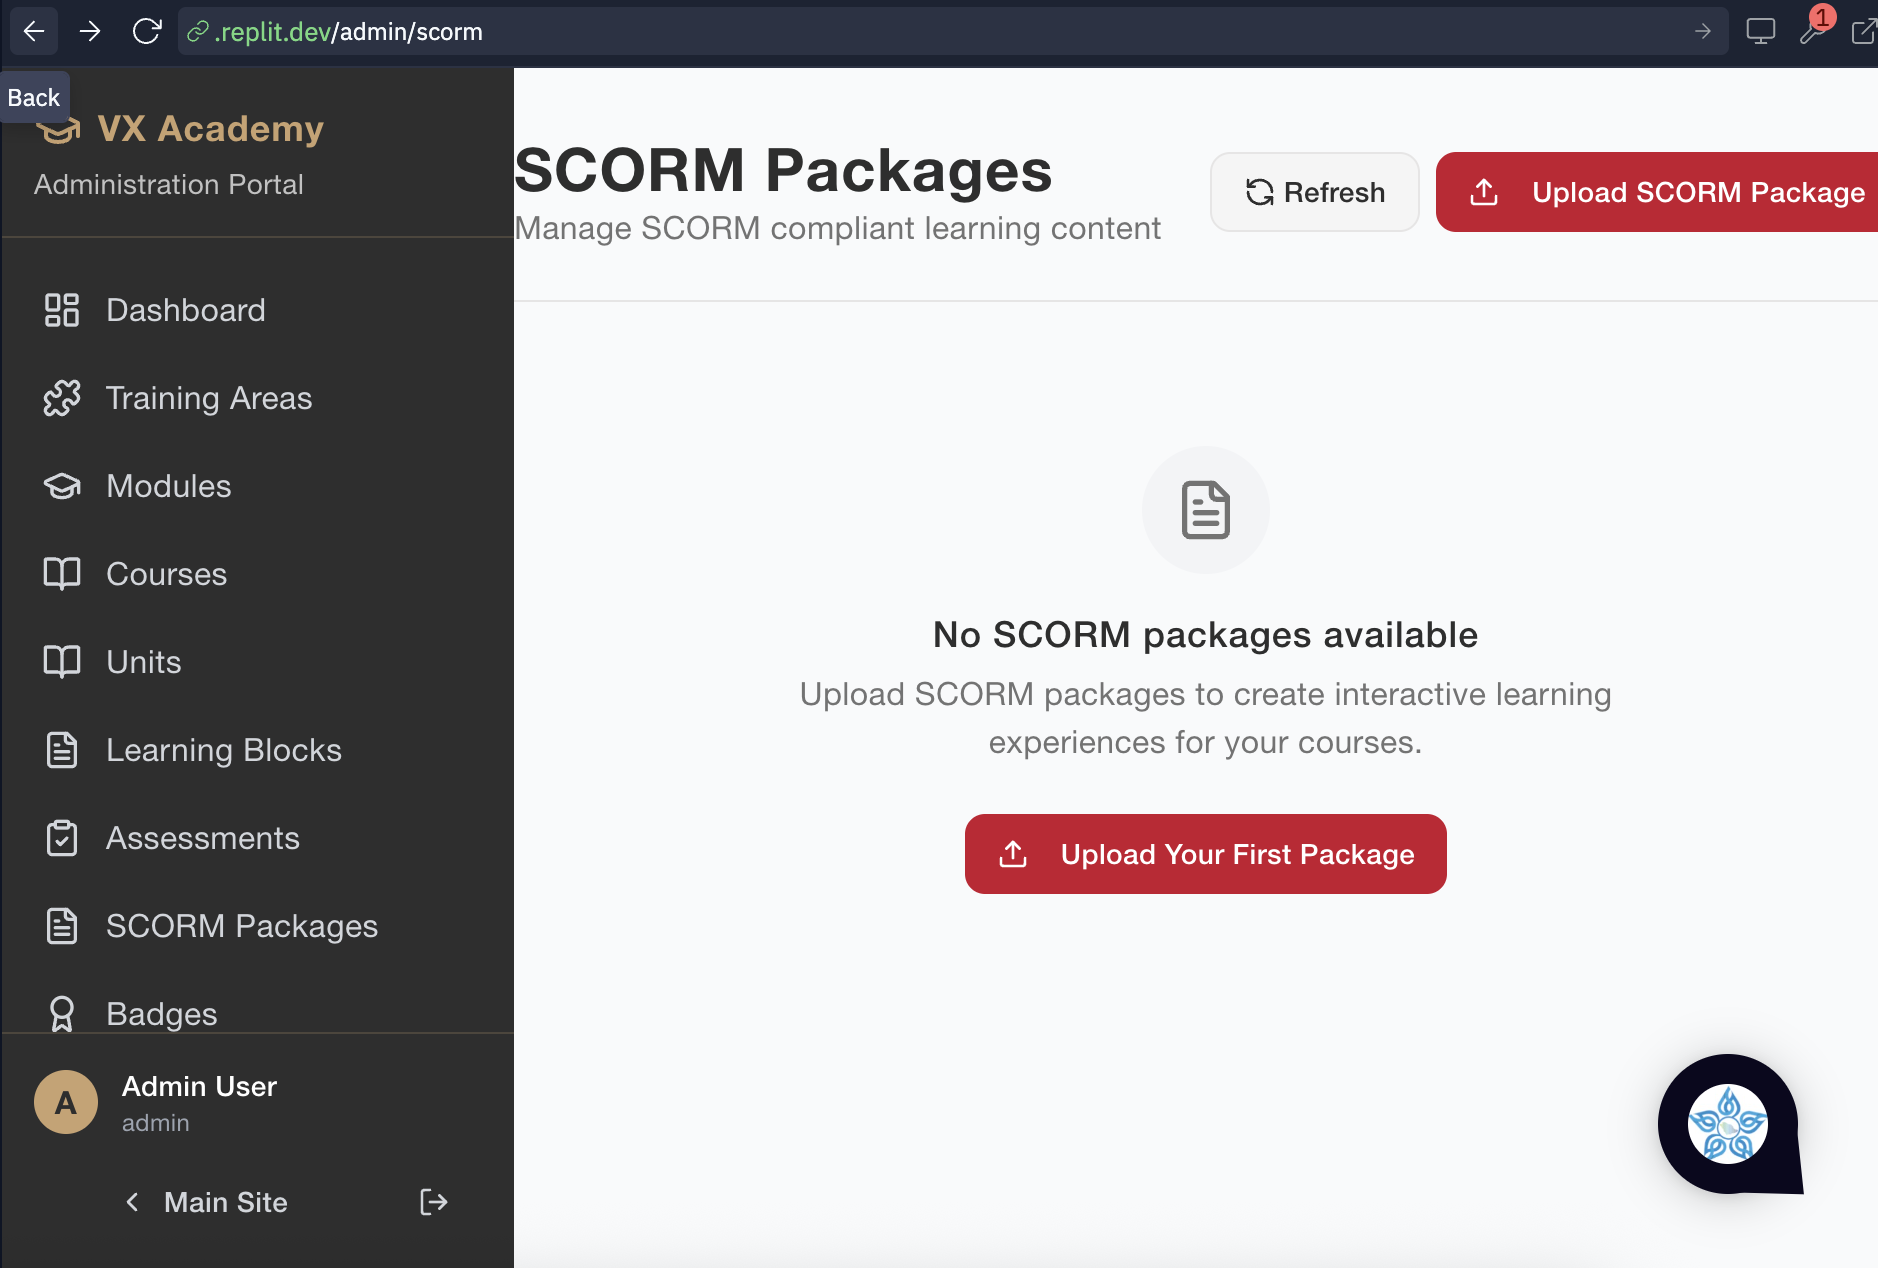 .replit.dev/admin/scorm
1
Back
VX Academy
Administration Portal
Dashboard
Training Areas
Modules
Courses
Units
Learning Blocks
Assessments
SCORM Packages
Badges
A
Admin User
admin
Main Site
SCORM Packages
Manage SCORM compliant learning content
Refresh
Upload SCORM Package
No SCORM packages available
Upload SCORM packages to create interactive learning
experiences for your courses.
Upload Your First Package